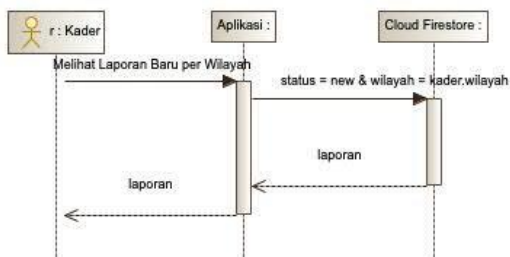 r : Kader
Aplikasi :
Cloud Firestore :
Melihat Laporan Baru per Wilayah
status = new & wilayah = kader.wilayah
laporan
laporan